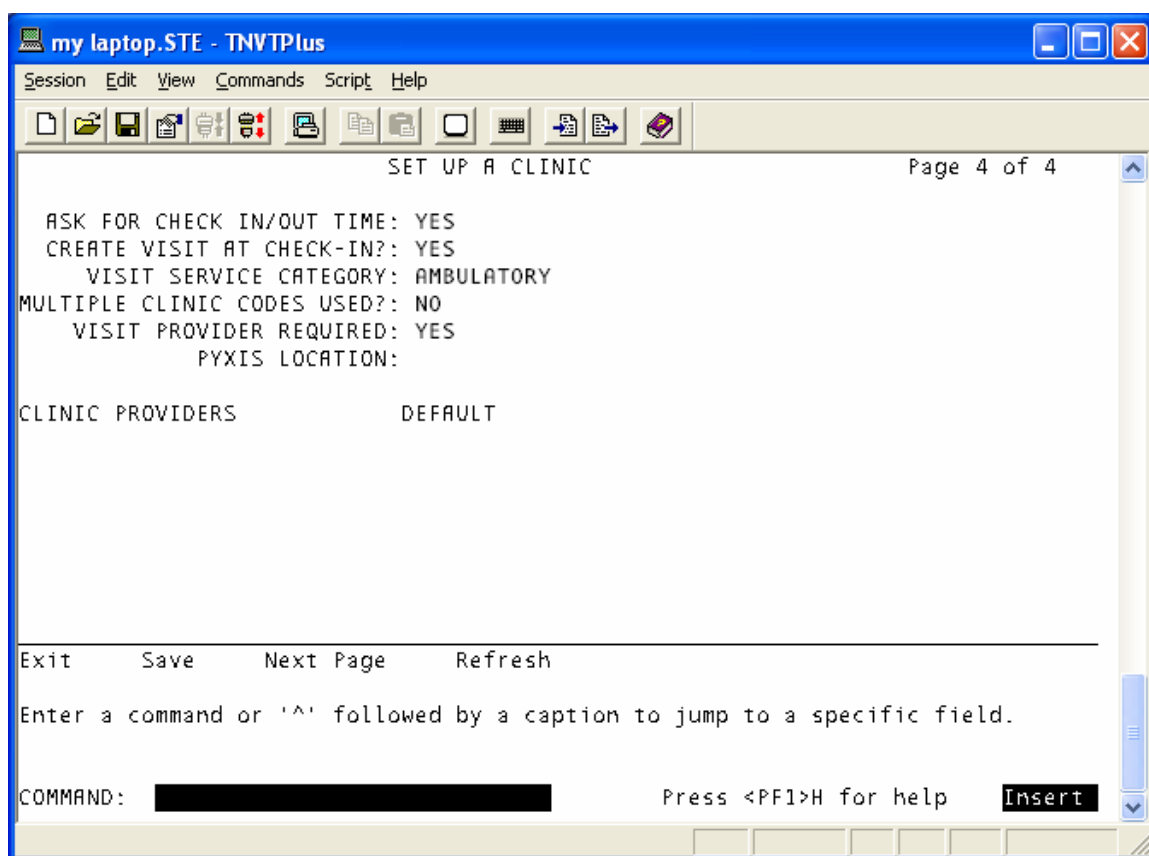 my laptop.STE - TNVTPlus
Session Edit View Commands Script Help
SET UP A CLINIC Page 4 of 4
ASK FOR CHECK IN/OUT TIME: YES
CREATE VISIT AT CHECK-IN?: YES
VISIT SERVICE CATEGORY: AMBULATORY
MULTIPLE CLINIC CODES USED?: NO
VISIT PROVIDER REQUIRED: YES
PYXIS LOCATION:
CLINIC PROVIDERS DEFAULT
Exit Save Next Page Refresh
Enter a command or '^' followed by a caption to jump to a specific field.
COMMAND: Press <PF1>H for help Insert